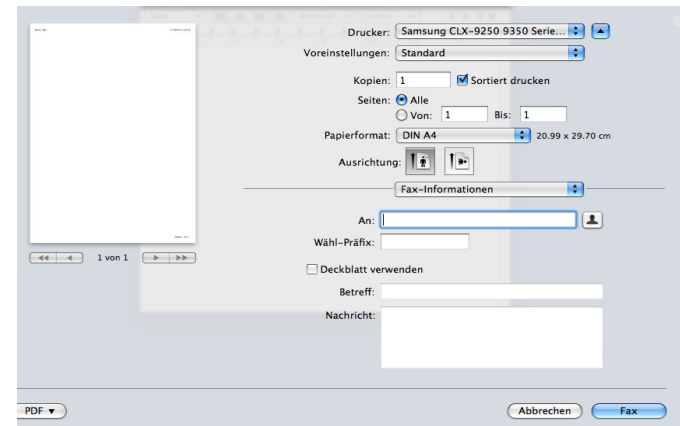 Drucker: Samsung CLX-9250 9350 Serie...
Voreinstellungen: Standard
Kopien: 1 Sortiert drucken
Seiten: Alle
Von: 1 Bis: 1
Papierformat: DIN A4 20.99 x 29.70 cm
Ausrichtung:
Fax-Informationen
An:
Wähl-Präfix:
1 von 1
Deckblatt verwenden
Betreff:
Nachricht:
PDF Abbrechen Fax